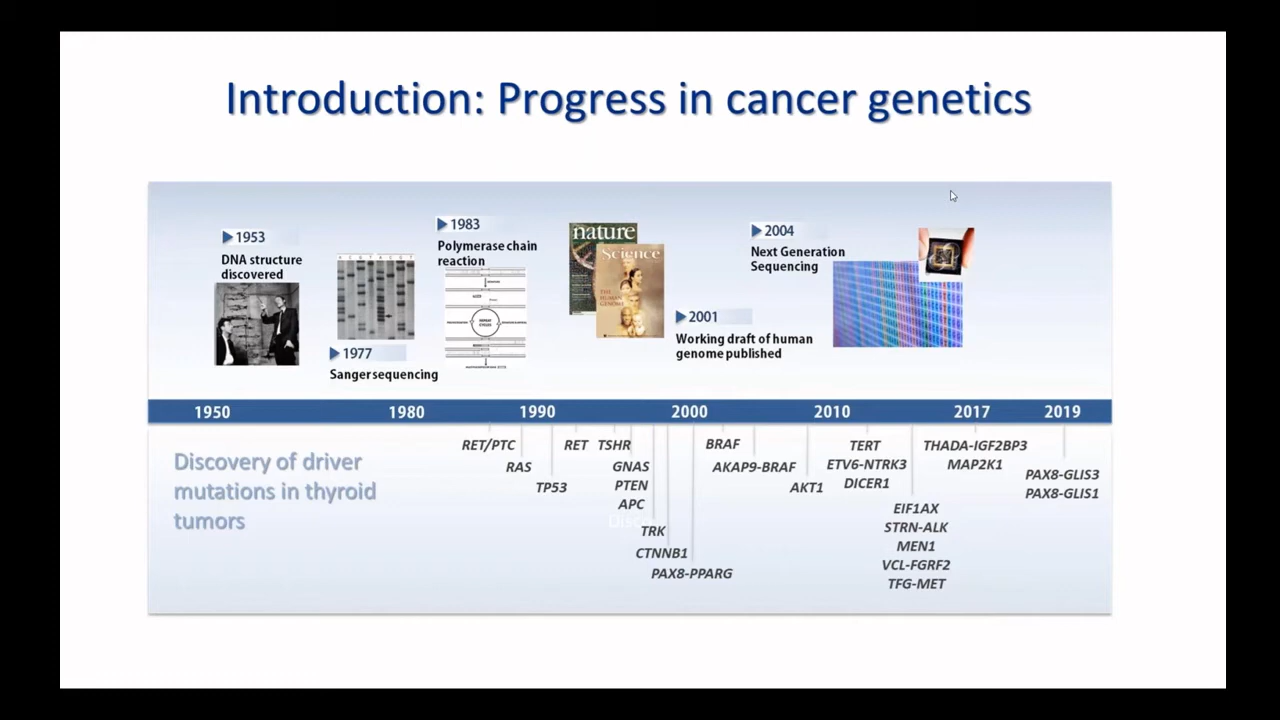 Introduction: Progress in cancer genetics
1953
DNA structure
discovered
1977
Sanger sequencing
1983
Polymerase chain
reaction
nature
Science
THE
HUMAN
GENOME
2001
Working draft of human
genome published
2004
Next Generation
Sequencing
1950
1980
1990
2000
2010
2017
2019
Discovery of driver
mutations in thyroid
tumors
RET/PTC
RAS
TP53
RET
TSHR
GNAS
PTEN
APC
Disco
TRK
CTNNB1
PAX8-PPARG
BRAF
AKAP9-BRAF
AKT1
TERT
ETV6-NTRK3
DICER1
EIF1AX
STRN-ALK
MEN1
VCL-FGRF2
TFG-MET
THADA-IGF2BP3
MAP2K1
PAX8-GLIS3
PAX8-GLIS1